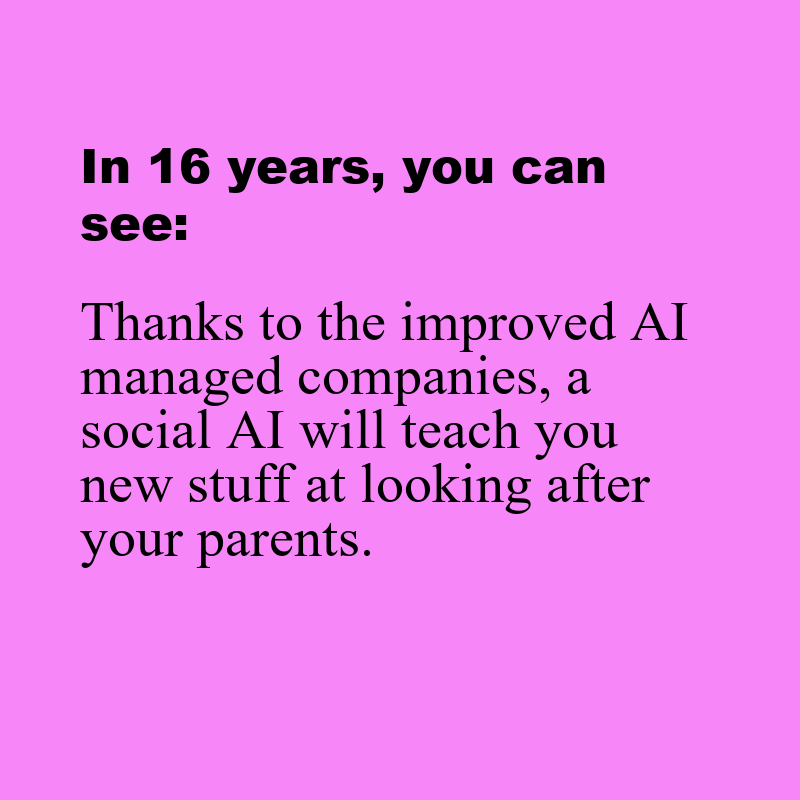 In 16 years, you can
see:
Thanks to the improved AI
managed companies, a
social AI will teach you
new stuff at looking after
your parents.